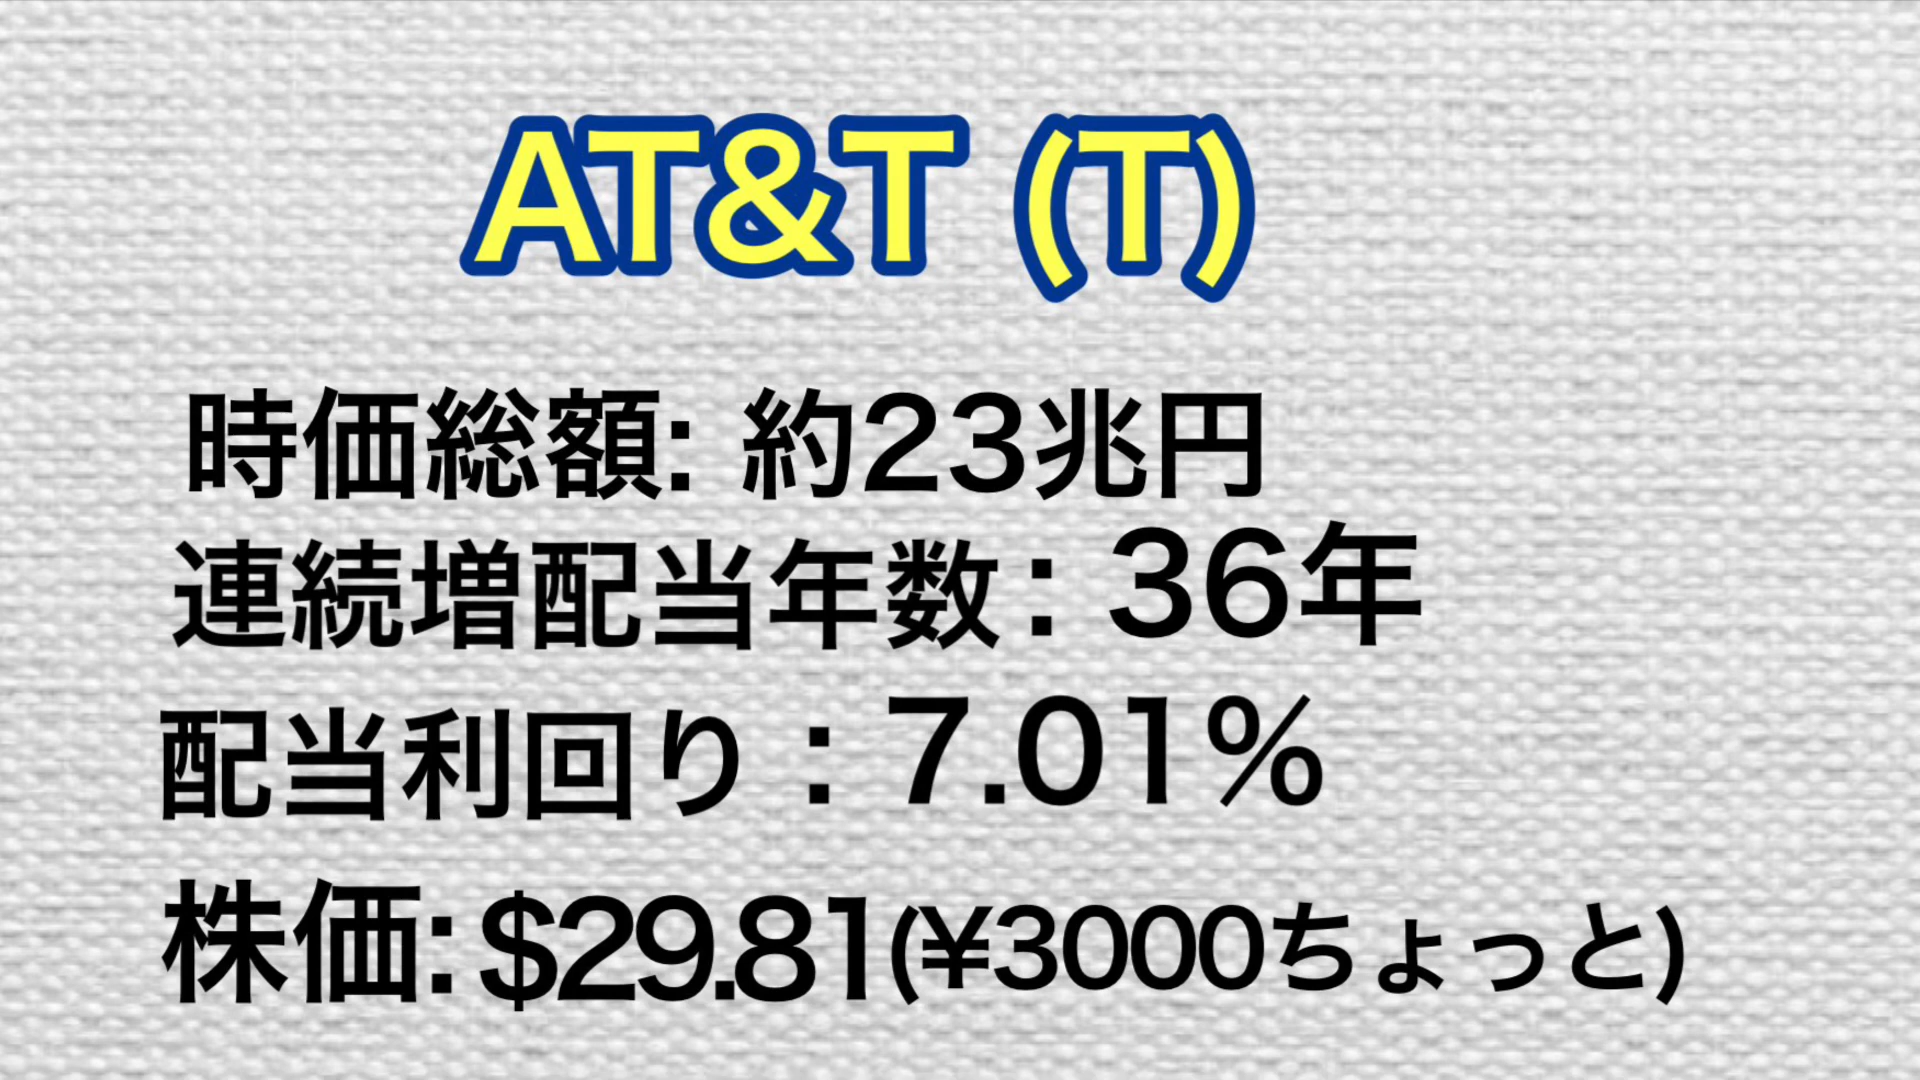 AT&T (T)
時価総額: 約23兆円
連続増配当年数：36年
配当利回り：7.01%
株価:$29.81(¥3000ちょっと)